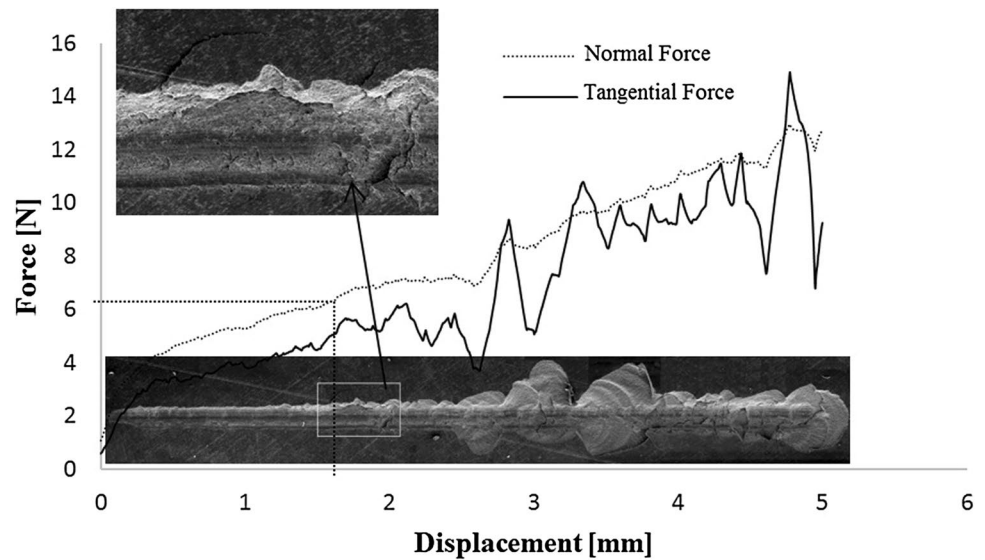 Normal Force
Tangential Force
Force [N]
16
14
12
10
8
6
4
2
0
0 1 2 3 4 5 6
Displacement [mm]